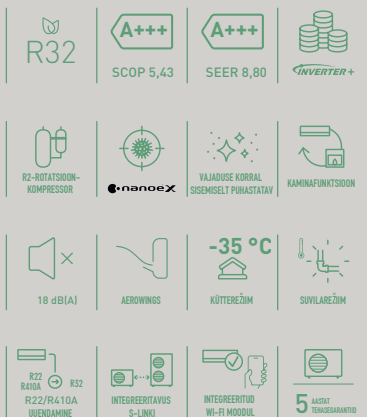 R32
A+++
SCOP 5,43
A+++
SEER 8,80
INVERTER+
R2-ROTATSIOON-
KOMPRESSOR
nanoe X
VAJADUSE KORRAL
SISEMISELT PUHASTATAV
KAMINAFUNKTSIOON
18 dB(A)
AEROWINGS
-35 °C
KÜTTEREŽIIM
SUVILAREŽIIM
R22
R410A
R32
R22/R410A
UUENDAMINE
INTEGREERITAVUS
S-LINKI
INTEGREERITUD
WI-FI MOODUL
5 AASTAT
TEHASEGARANTIID